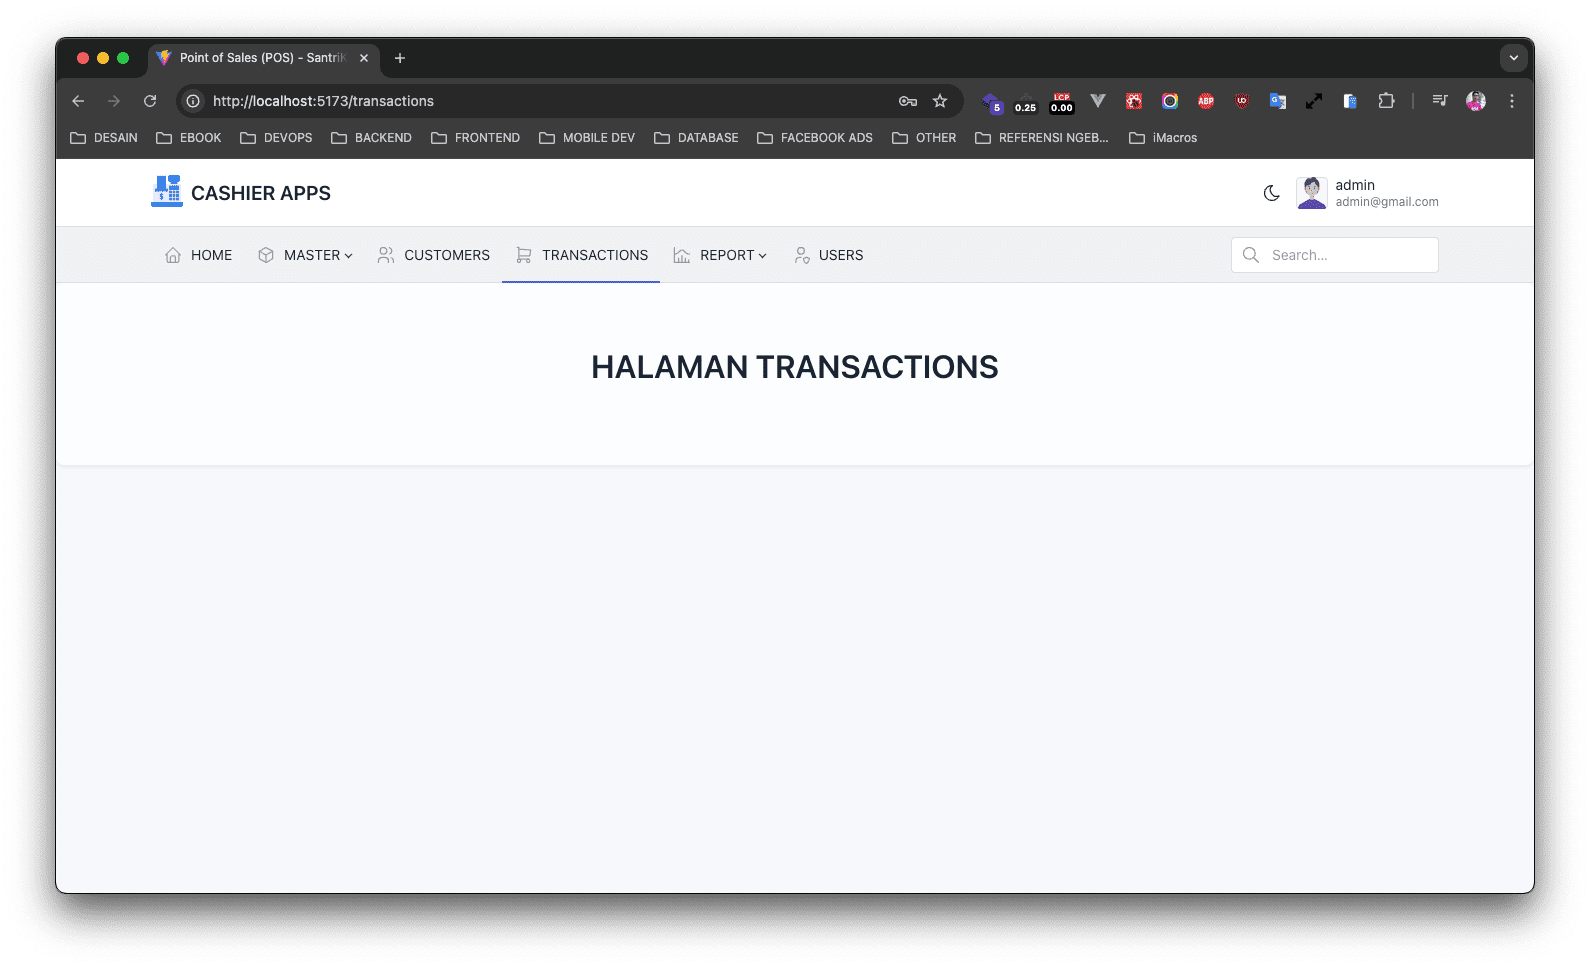 Point of Sales (POS) - Santri
http://localhost:5173/transactions
5
0.25
LCP
0.00
ABP
DESAIN
EBOOK
DEVOPS
BACKEND
FRONTEND
MOBILE DEV
DATABASE
FACEBOOK ADS
OTHER
REFERENSI NGEB...
iMacros
CASHIER APPS
admin
admin@gmail.com
HOME
MASTER
CUSTOMERS
TRANSACTIONS
REPORT
USERS
Search...
HALAMAN TRANSACTIONS